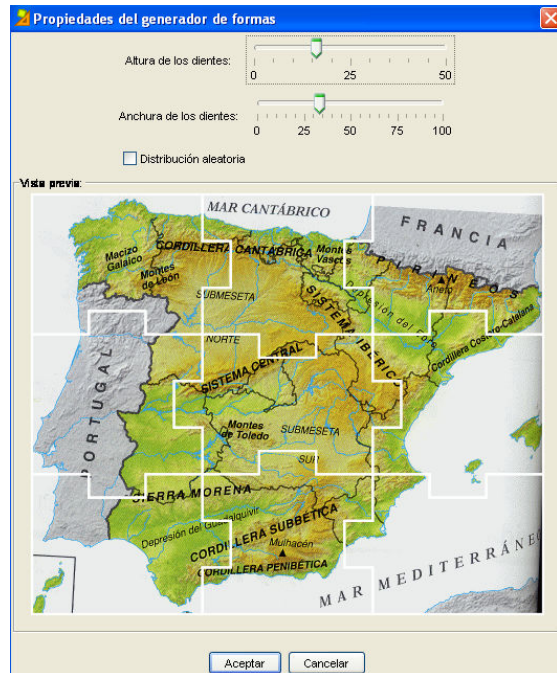 Propiedades del generador de formas
Altura de los dientes:
0 25 50
Anchura de los dientes:
0 25 50 75 100
Distribución aleatoria
Vista previa:
MAR CANTÁBRICO
FRANCIA
Macizo
Galaico
CORDILLERA CANTÁBRICA
Montes
Vascos
Montes
de León
PIRINEOS
Aneto
SUBMESETA
NORTE
SISTEMA IBÉRICO
Depresión del Ebro
Cordillera Costero-Catalana
SISTEMA CENTRAL
PORTUGAL
Montes
de Toledo
SUBMESETA
SUR
SIERRA MORENA
Depresión del Guadalquivir
CORDILLERA SUBBÉTICA
Mulhacén
CORDILLERA PENIBÉTICA
MAR MEDITERRÁNEO
Aceptar Cancelar